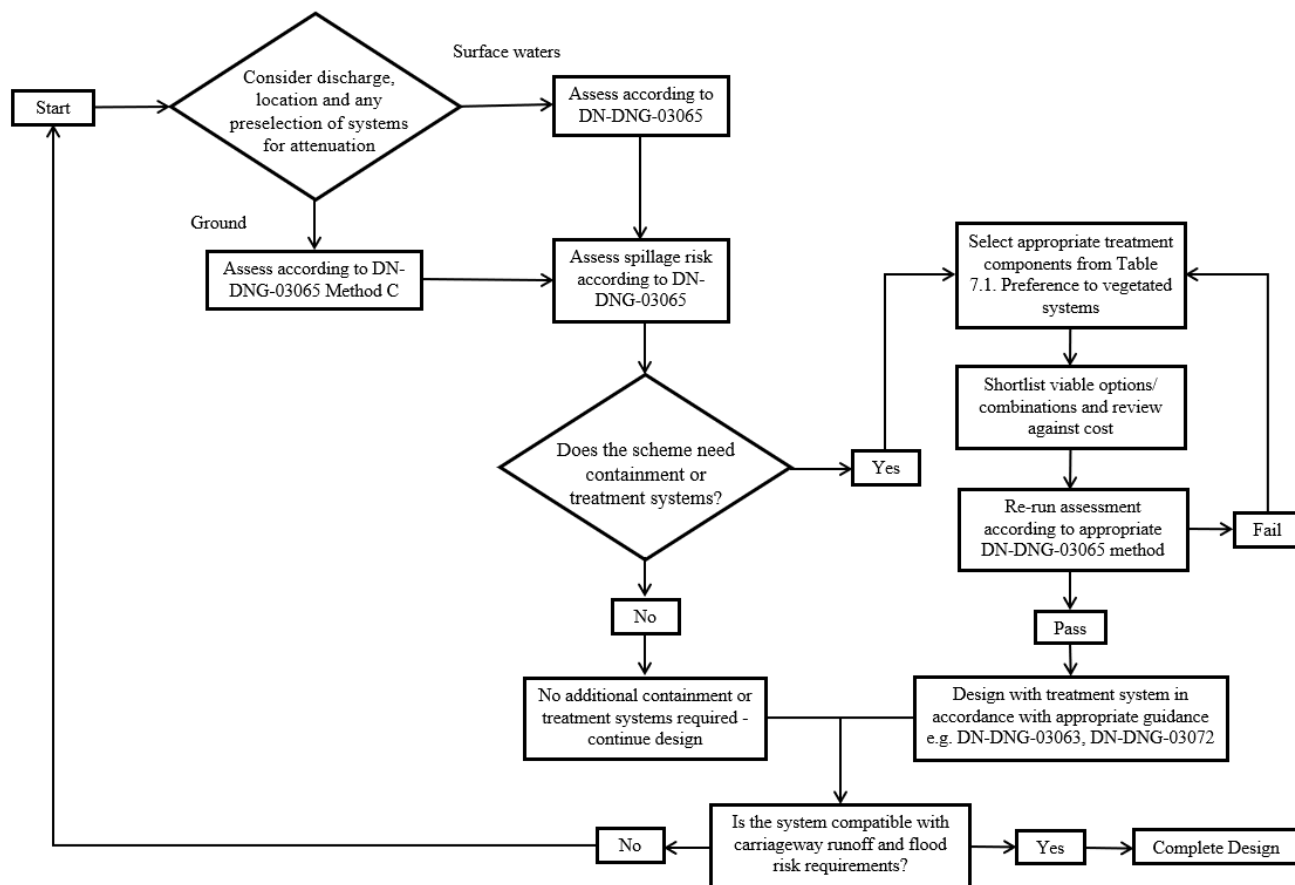 Surface waters
Consider discharge,
location and any
preselection of systems
for attenuation
Start
Assess according to
DN-DNG-03065
Ground
Assess according to DN-
DNG-03065 Method C
Assess spillage risk
according to DN-
DNG-03065
Select appropriate treatment
components from Table
7.1. Preference to vegetated
systems
Shortlist viable options/
combinations and review
against cost
Does the scheme need
containment or
treatment systems?
Yes
Re-run assessment
according to appropriate
DN-DNG-03065 method
Fail
No
Pass
No additional containment or
treatment systems required -
continue design
Design with treatment system in
accordance with appropriate guidance
e.g. DN-DNG-03063, DN-DNG-03072
Is the system compatible with
carriageway runoff and flood
risk requirements?
No
Yes
Complete Design